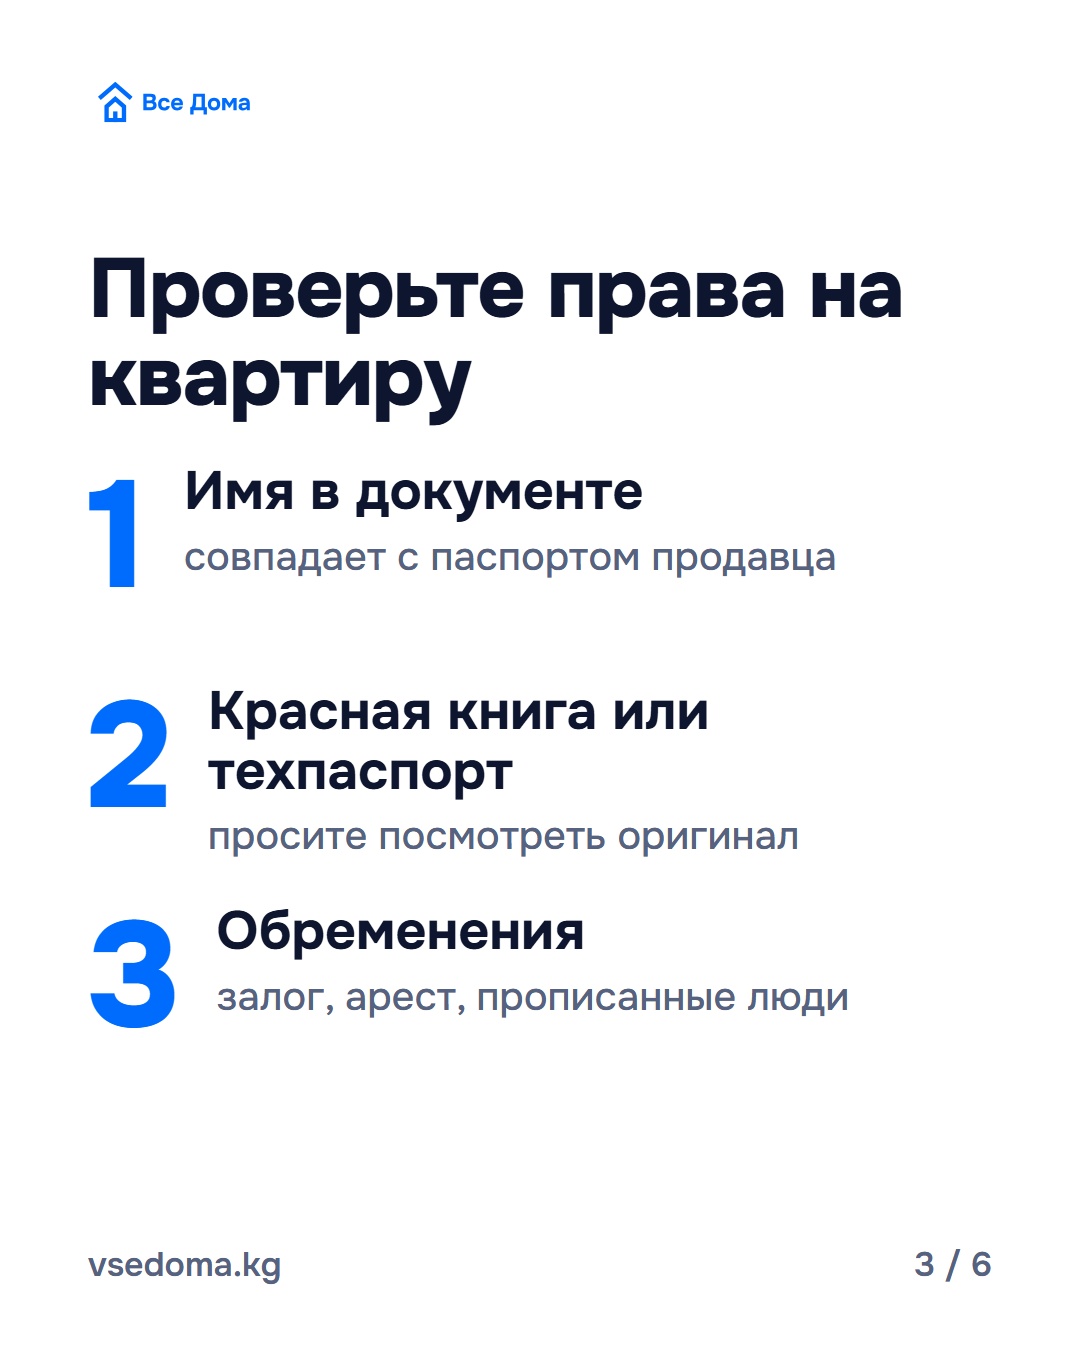 Все Дома
Проверьте права на
квартиру
1
Имя в документе
совпадает с паспортом продавца
2
Красная книга или
техпаспорт
просите посмотреть оригинал
3
Обременения
залог, арест, прописанные люди
vsedoma.kg
3 / 6